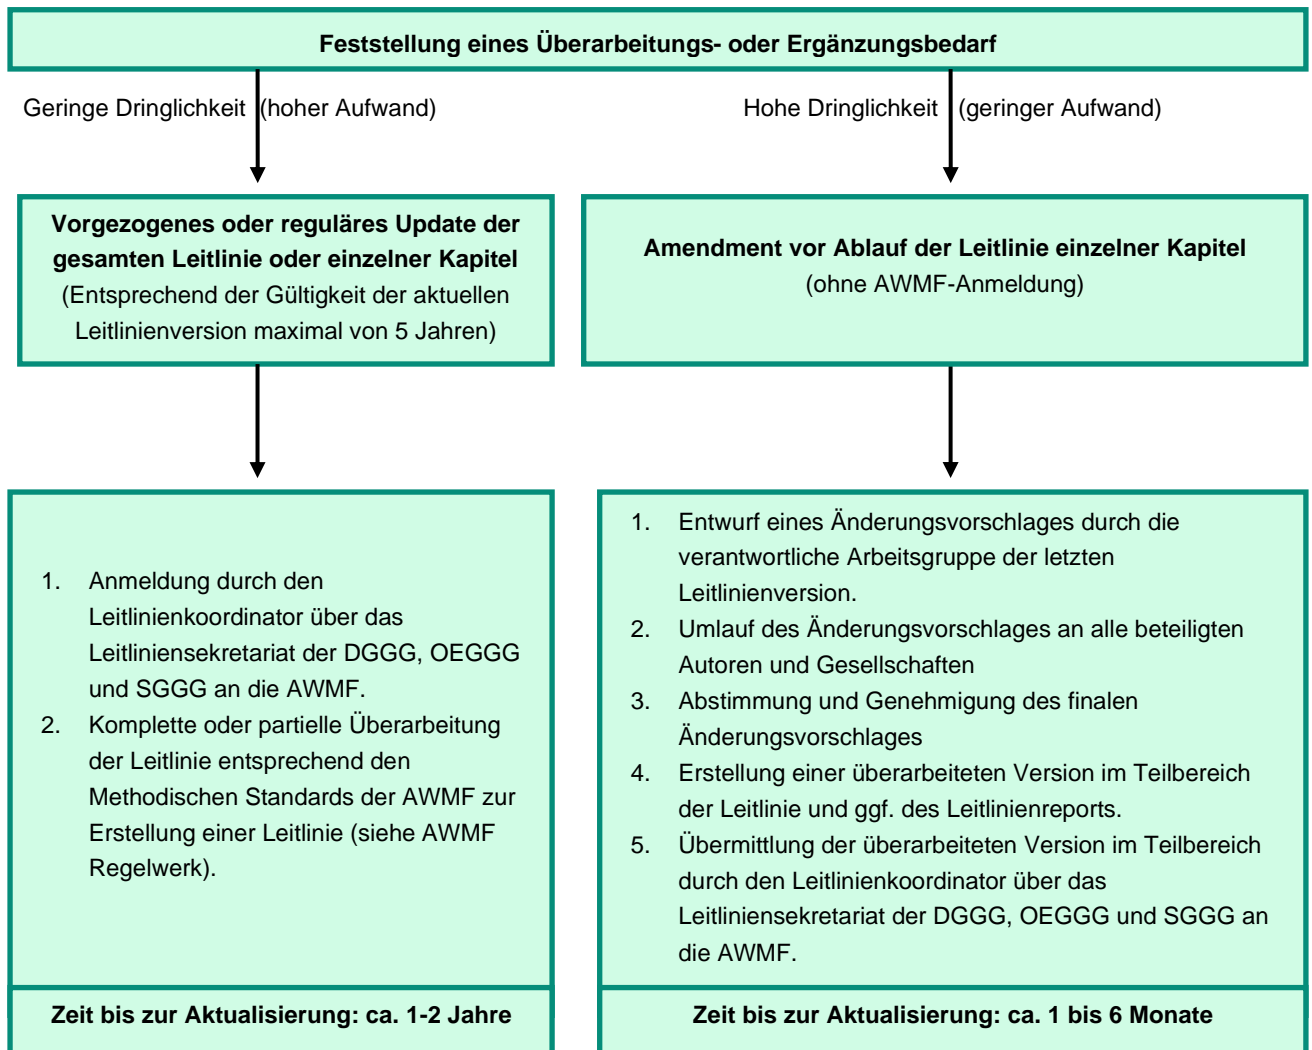 Feststellung eines Überarbeitungs- oder Ergänzungsbedarf
Geringe Dringlichkeit (hoher Aufwand)
Hohe Dringlichkeit (geringer Aufwand)
Vorgezogenes oder reguläres Update der
gesamten Leitlinie oder einzelner Kapitel
(Entsprechend der Gültigkeit der aktuellen
Leitlinienversion maximal von 5 Jahren)
Amendment vor Ablauf der Leitlinie einzelner Kapitel
(ohne AWMF-Anmeldung)
1. Anmeldung durch den
Leitlinienkoordinator über das
Leitliniensekretariat der DGGG, OEGGG
und SGGG an die AWMF.
2. Komplette oder partielle Überarbeitung
der Leitlinie entsprechend den
Methodischen Standards der AWMF zur
Erstellung einer Leitlinie (siehe AWMF
Regelwerk).
Zeit bis zur Aktualisierung: ca. 1-2 Jahre
1. Entwurf eines Änderungsvorschlages durch die
verantwortliche Arbeitsgruppe der letzten
Leitlinienversion.
2. Umlauf des Änderungsvorschlages an alle beteiligten
Autoren und Gesellschaften
3. Abstimmung und Genehmigung des finalen
Änderungsvorschlages
4. Erstellung einer überarbeiteten Version im Teilbereich
der Leitlinie und ggf. des Leitlinienreports.
5. Übermittlung der überarbeiteten Version im Teilbereich
durch den Leitlinienkoordinator über das
Leitliniensekretariat der DGGG, OEGGG und SGGG an
die AWMF.
Zeit bis zur Aktualisierung: ca. 1 bis 6 Monate